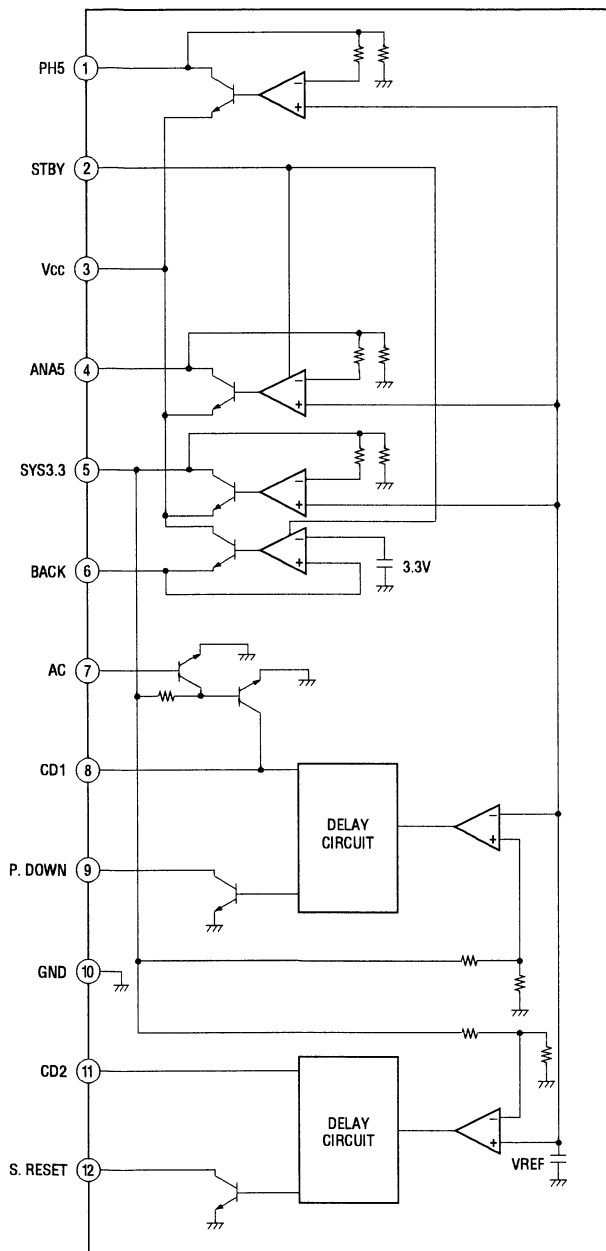 PH5 1
STBY 2
Vcc 3
ANA5 4
SYS3.3 5
BACK 6
3.3V
AC 7
CD1 8
DELAY
CIRCUIT
P. DOWN 9
GND 10
CD2 11
DELAY
CIRCUIT
S. RESET 12
VREF
− +
− +
− +
− +
− +
− +